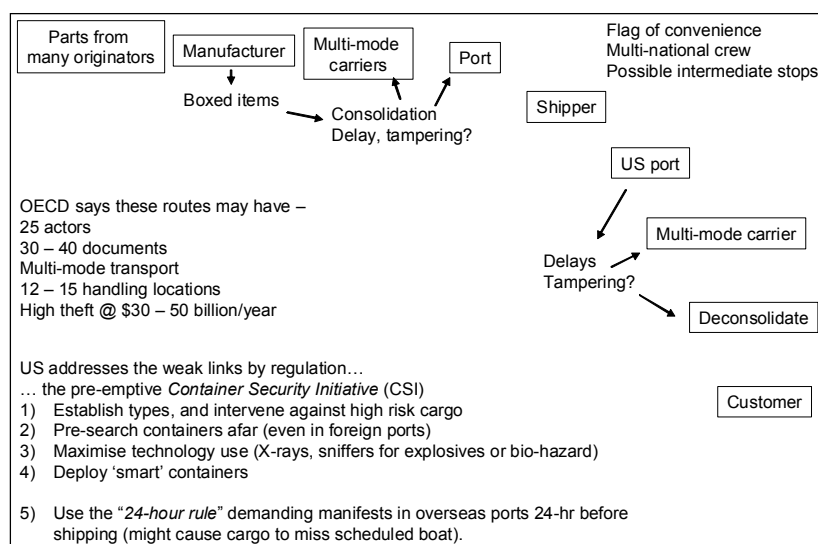 Parts from
many originators
Manufacturer
Multi-mode
carriers
Port
Flag of convenience
Multi-national crew
Possible intermediate stops
Boxed items
Consolidation
Delay, tampering?
Shipper
US port
OECD says these routes may have –
25 actors
30 – 40 documents
Multi-mode transport
12 – 15 handling locations
High theft @ $30 – 50 billion/year
Multi-mode carrier
Delays
Tampering?
Deconsolidate
US addresses the weak links by regulation…
… the pre-emptive Container Security Initiative (CSI)
1) Establish types, and intervene against high risk cargo
2) Pre-search containers afar (even in foreign ports)
3) Maximise technology use (X-rays, sniffers for explosives or bio-hazard)
4) Deploy ‘smart’ containers
Customer
5) Use the “24-hour rule” demanding manifests in overseas ports 24-hr before
shipping (might cause cargo to miss scheduled boat).